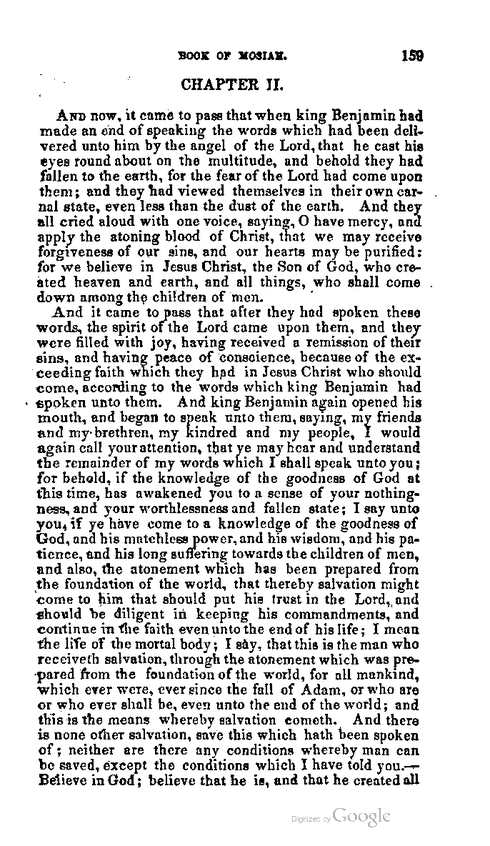 BOOK OF MOSIAH. 159
CHAPTER II.
AND now, it came to pass that when king Benjamin had
made an end of speaking the words which had been deli-
vered unto him by the angel of the Lord, that he cast his
eyes round about on the multitude, and behold they had
fallen to the earth, for the fear of the Lord had come upon
them; and they had viewed themselves in their own car-
nal state, even less than the dust of the earth. And they
all cried aloud with one voice, saying, O have mercy, and
apply the atoning blood of Christ, that we may receive
forgiveness of our sins, and our hearts may be purified:
for we believe in Jesus Christ, the Son of God, who cre-
ated heaven and earth, and all things, who shall come
down among the children of men.
And it came to pass that after they had spoken these
words, the spirit of the Lord came upon them, and they
were filled with joy, having received a remission of their
sins, and having peace of conscience, because of the ex-
ceeding faith which they had in Jesus Christ who should
come, according to the words which king Benjamin had
spoken unto them. And king Benjamin again opened his
mouth, and began to speak unto them, saying, my friends
and my brethren, my kindred and my people, I would
again call your attention, that ye may hear and understand
the remainder of my words which I shall speak unto you;
for behold, if the knowledge of the goodness of God at
this time, has awakened you to a sense of your nothing-
ness, and your worthlessness and fallen state; I say unto
you, if ye have come to a knowledge of the goodness of
God, and his matchless power, and his wisdom, and his pa-
tience, and his long suffering towards the children of men,
and also, the atonement which has been prepared from
the foundation of the world, that thereby salvation might
come to him that should put his trust in the Lord, and
should be diligent in keeping his commandments, and
continue in the faith even unto the end of his life; I mean
the life of the mortal body; I say, that this is the man who
receiveth salvation, through the atonement which was pre-
pared from the foundation of the world, for all mankind,
which ever were, ever since the fall of Adam, or who are
or who ever shall be, even unto the end of the world; and
this is the means whereby salvation cometh. And there
is none other salvation, save this which hath been spoken
of; neither are there any conditions whereby man can
be saved, except the conditions which I have told you.—
Believe in God; believe that he is, and that he created all
Digitized by Google